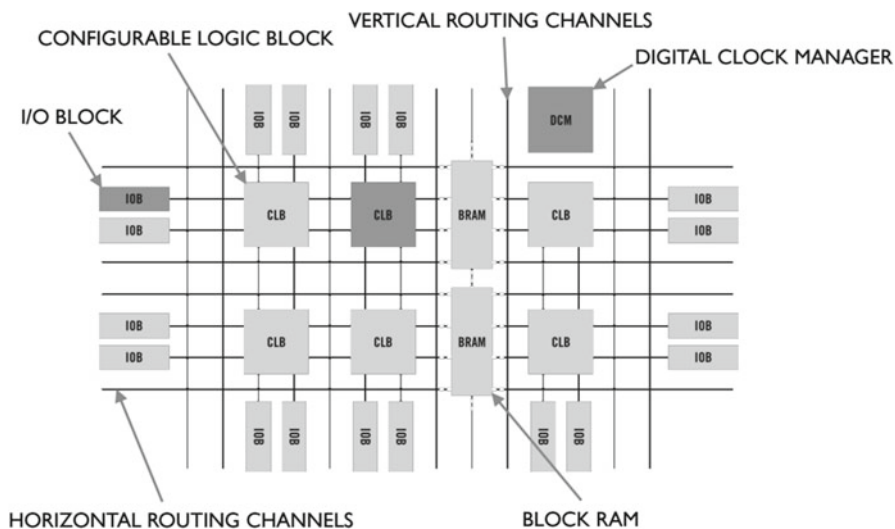 VERTICAL ROUTING CHANNELS
CONFIGURABLE LOGIC BLOCK
DIGITAL CLOCK MANAGER
I/O BLOCK
IOB IOB IOB IOB DCM
IOB CLB CLB BRAM CLB IOB
IOB IOB
IOB IOB
CLB CLB BRAM CLB
IOB IOB
IOB IOB IOB IOB IOB IOB
HORIZONTAL ROUTING CHANNELS
BLOCK RAM